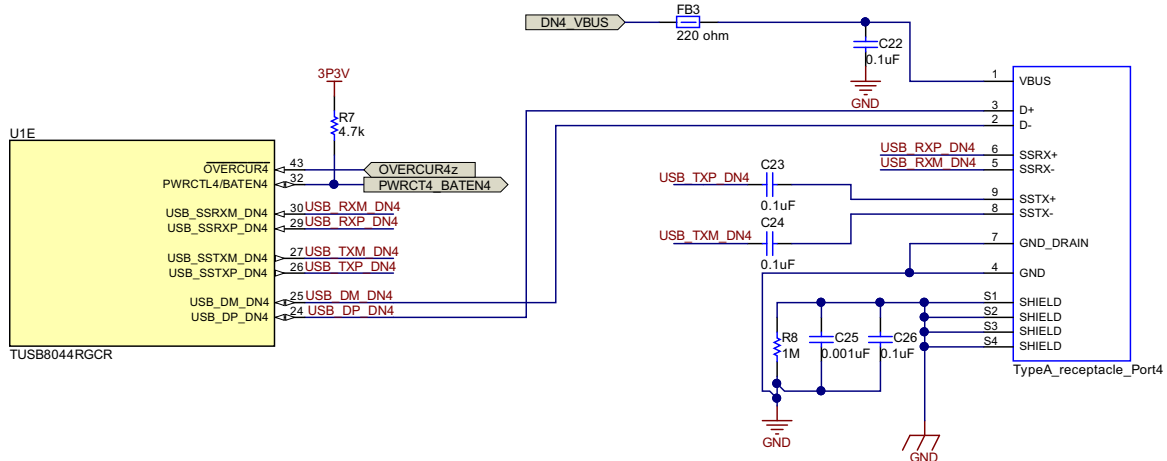 DN4_VBUS
FB3
220 ohm
C22
0.1uF
GND
1 VBUS
3 D+
2 D-
6 SSRX+
5 SSRX-
9 SSTX+
8 SSTX-
7 GND_DRAIN
4 GND
S1 SHIELD
S2 SHIELD
S3 SHIELD
S4 SHIELD
TypeA_receptacle_Port4
USB_RXP_DN4
USB_RXM_DN4
3P3V
R7
4.7k
U1E
OVERCUR4 43
OVERCUR4z
PWRCTL4/BATEN4 32
PWRCT4_BATEN4
USB_SSRXM_DN4 30 USB_RXM_DN4
USB_SSRXP_DN4 29 USB_RXP_DN4
USB_SSTXM_DN4 27 USB_TXM_DN4
USB_SSTXP_DN4 26 USB_TXP_DN4
USB_DM_DN4 25 USB_DM_DN4
USB_DP_DN4 24 USB_DP_DN4
TUSB8044RGCR
USB_TXP_DN4
C23
0.1uF
USB_TXM_DN4
C24
0.1uF
R8
1M
C25
0.001uF
C26
0.1uF
GND
GND